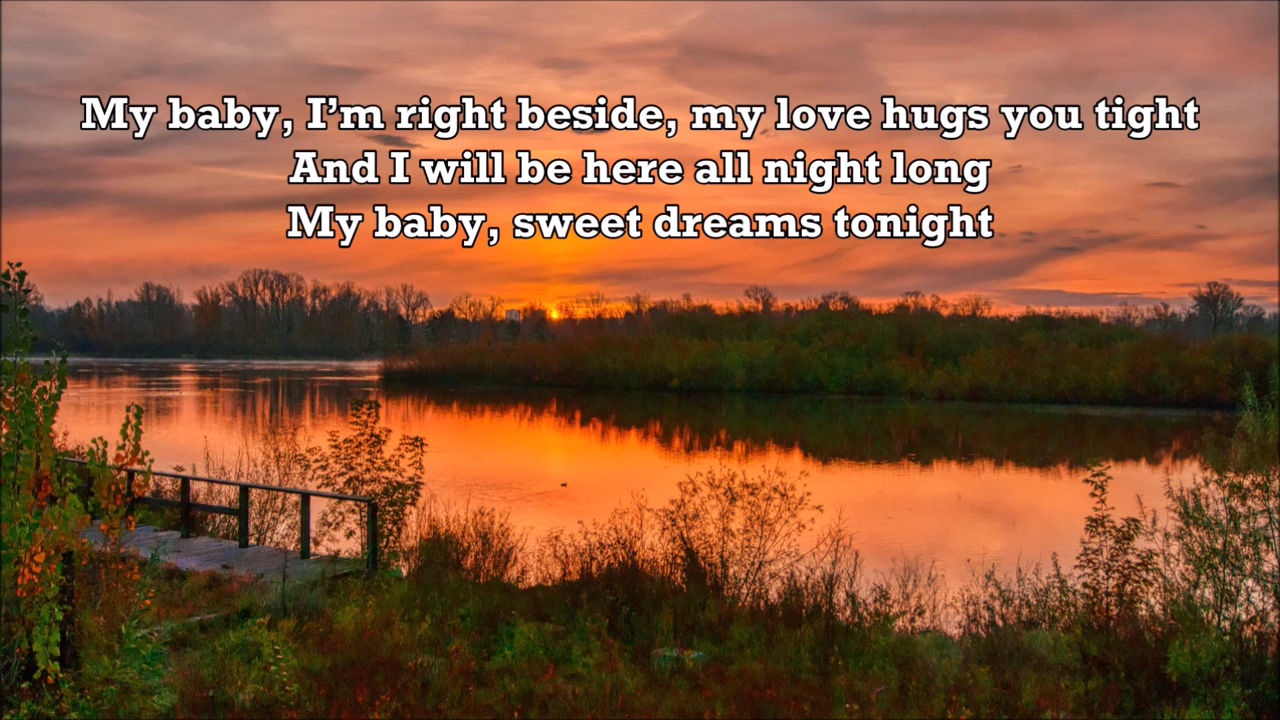 My baby, I’m right beside, my love hugs you tight
And I will be here all night long
My baby, sweet dreams tonight